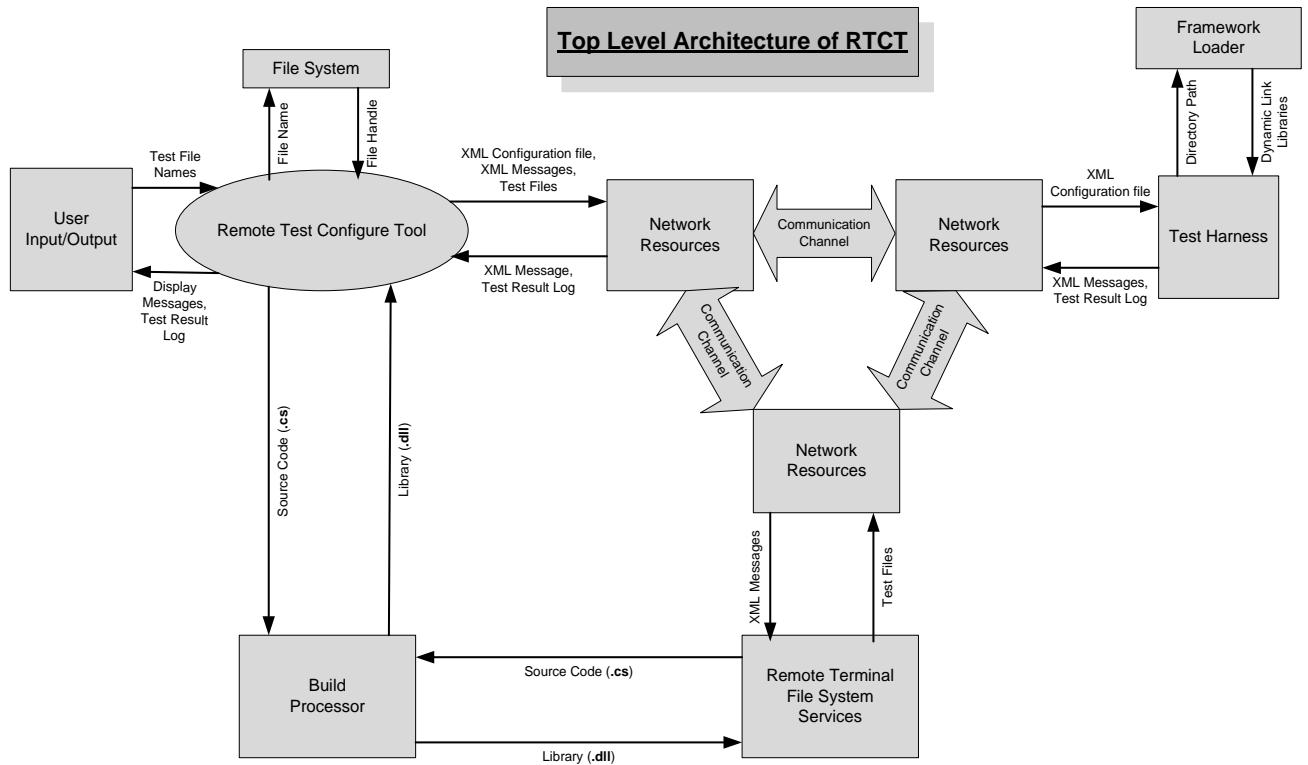 Top Level Architecture of RTCT
Framework
Loader
File System
File Name
File Handle
Directory Path
Dynamic Link
Libraries
Test File
Names
XML Configuration file,
XML Messages,
Test Files
XML
Configuration file
User
Input/Output
Remote Test Configure Tool
Network
Resources
Communication
Channel
Network
Resources
Test Harness
Display
Messages,
Test Result
Log
XML Message,
Test Result Log
XML Messages,
Test Result Log
Communication
Channel
Communication
Channel
Source Code (.cs)
Library (.dll)
Network
Resources
XML Messages
Test Files
Build
Processor
Source Code (.cs)
Remote Terminal
File System
Services
Library (.dll)